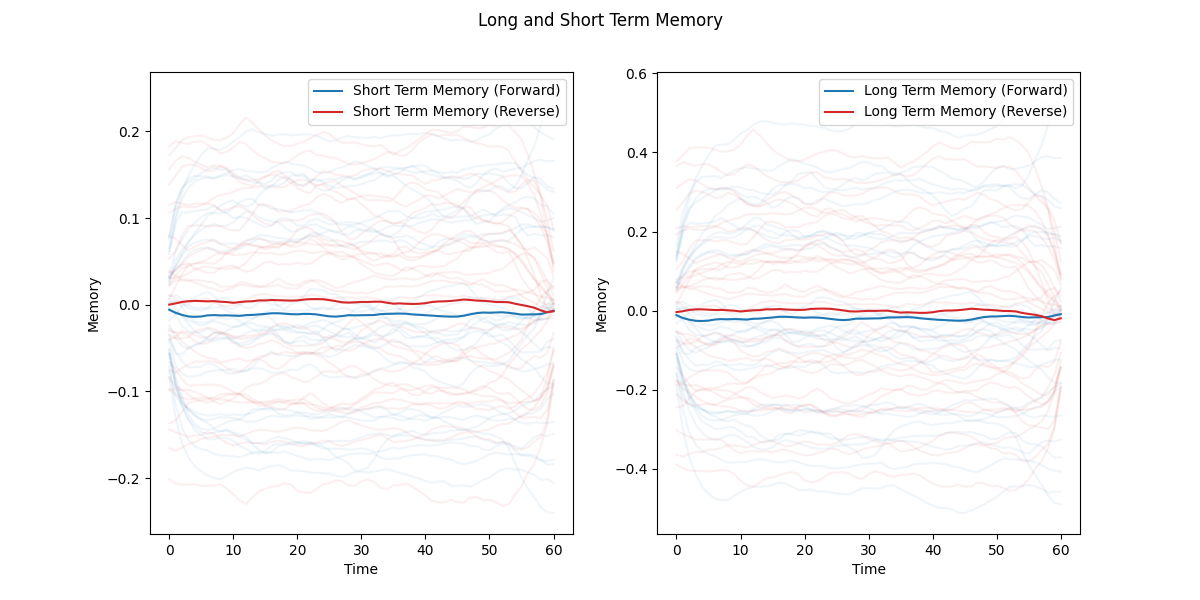 Long and Short Term Memory
Short Term Memory (Forward)
Short Term Memory (Reverse)
0.2
0.1
0.0
−0.1
−0.2
Memory
0
10
20
30
40
50
60
Time
Long Term Memory (Forward)
Long Term Memory (Reverse)
0.6
0.4
0.2
0.0
−0.2
−0.4
Memory
0
10
20
30
40
50
60
Time